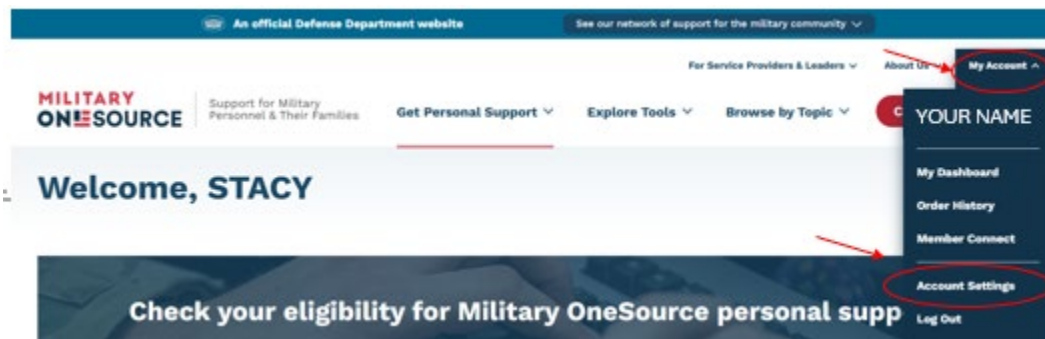 An official Defense Department website
See our network of support for the military community
For Service Providers & Leaders
About Us
My Account
MILITARY
ONESOURCE
Support for Military
Personnel & Their Families
Get Personal Support
Explore Tools
Browse by Topic
C
YOUR NAME
Welcome, STACY
My Dashboard
Order History
Member Connect
Account Settings
Log Out
Check your eligibility for Military OneSource personal supp